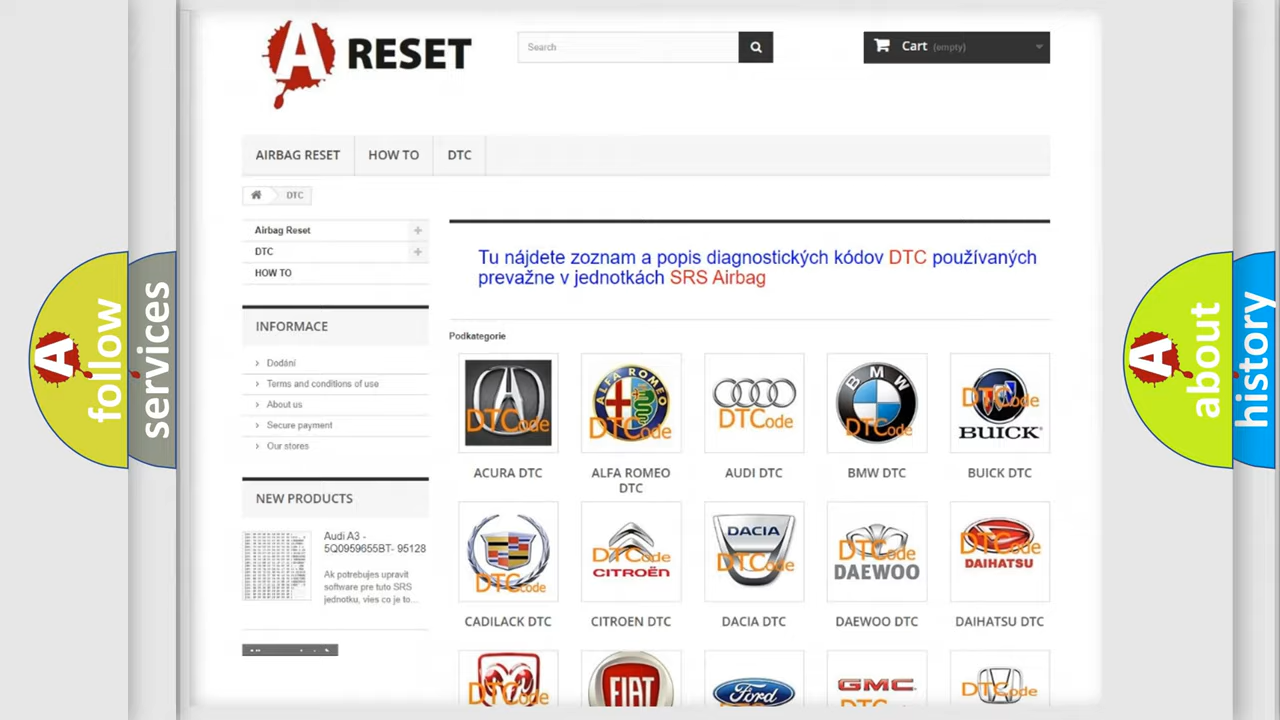 A RESET
Search
Cart (empty)
AIRBAG RESET
HOW TO
DTC
DTC
Airbag Reset
DTC
HOW TO
INFORMACE
Dodání
Terms and conditions of use
About us
Secure payment
Our stores
NEW PRODUCTS
Audi A3 -
5Q0959655BT- 95128
Ak potrebujes upravit
software pre tuto SRS
jednotku, vies co je to...
Tu nájdete zoznam a popis diagnostických kódov DTC používaných
prevažne v jednotkách SRS Airbag
Podkategorie
DTCode
ALFA ROMEO
DTCode
DTCode
BMW
DTCode
DTCode
BUICK
ACURA DTC
ALFA ROMEO
DTC
AUDI DTC
BMW DTC
BUICK DTC
DTCode
DTCode
CITROËN
DACIA
DTCode
DTCode
DAEWOO
DTCode
DAIHATSU
CADILACK DTC
CITROEN DTC
DACIA DTC
DAEWOO DTC
DAIHATSU DTC
DTCode
FIAT
Ford
GMC
DTCode
A
follow
services
A
about
history